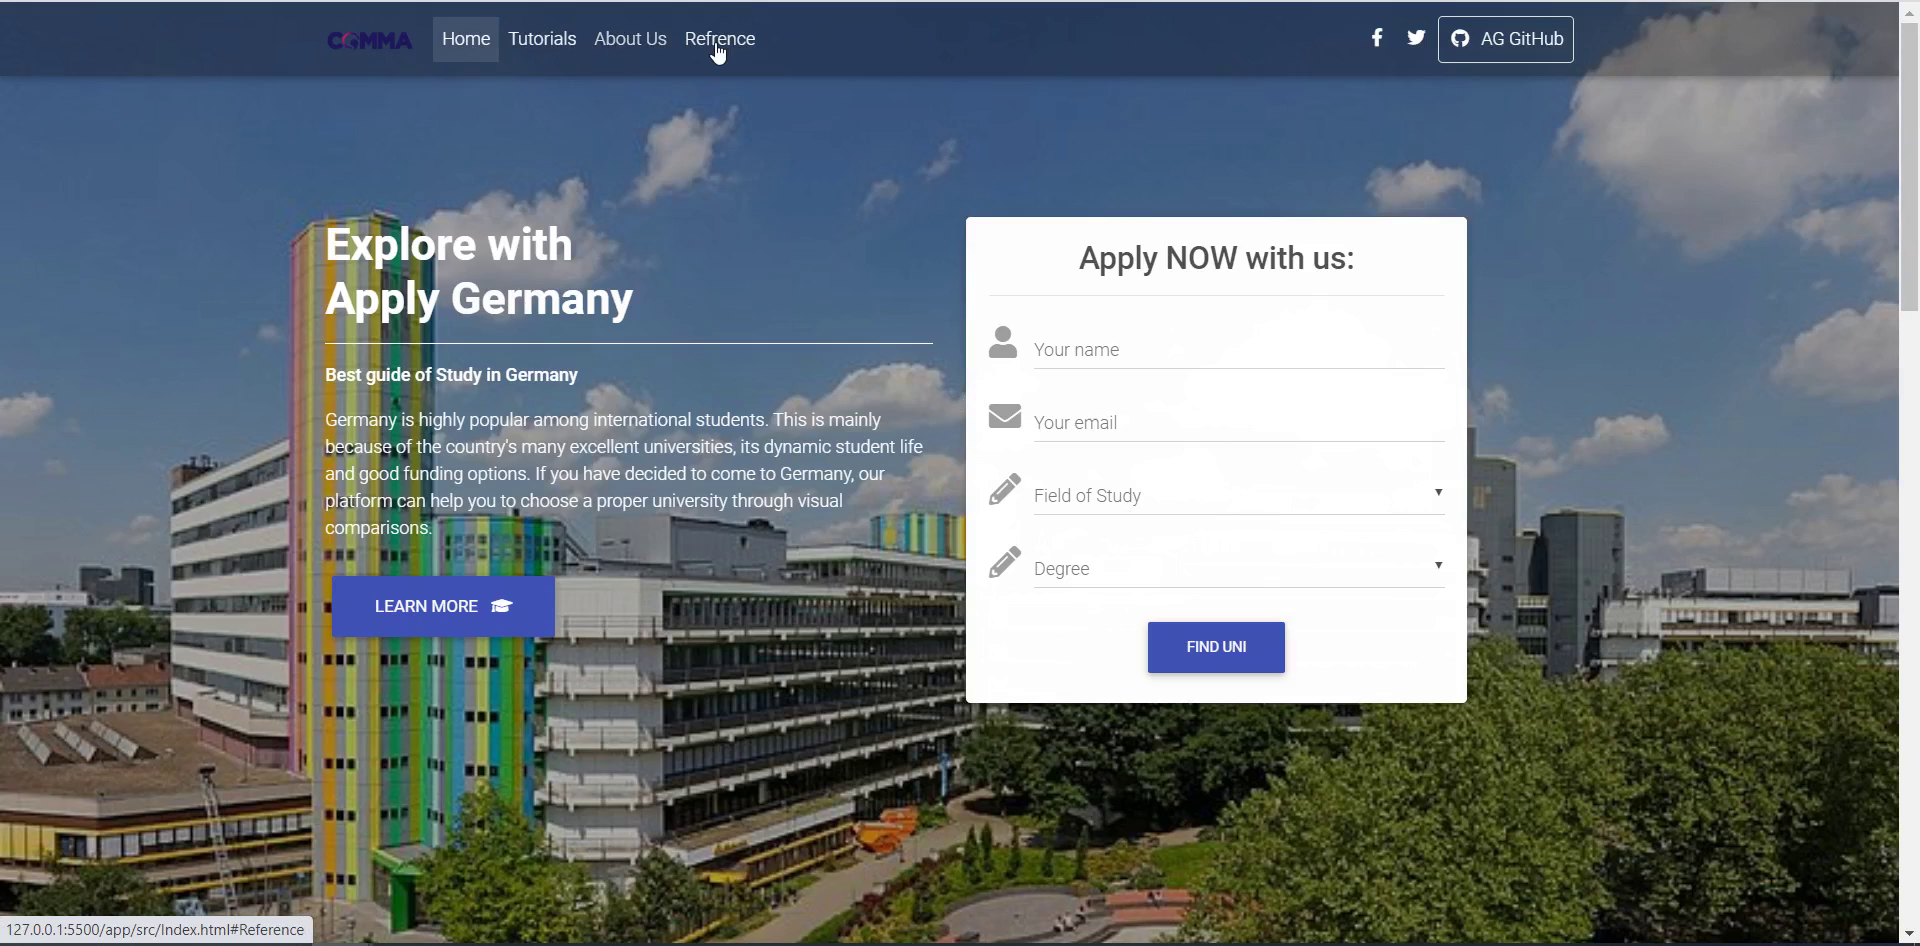 COMMA Home Tutorials About Us Refrence AG GitHub
Explore with
Apply Germany
Best guide of Study in Germany
Germany is highly popular among international students. This is mainly
because of the country's many excellent universities, its dynamic student life
and good funding options. If you have decided to come to Germany, our
platform can help you to choose a proper university through visual
comparisons.
LEARN MORE
Apply NOW with us:
Your name
Your email
Field of Study
Degree
FIND UNI
127.0.0.1:5500/app/src/Index.html#Reference